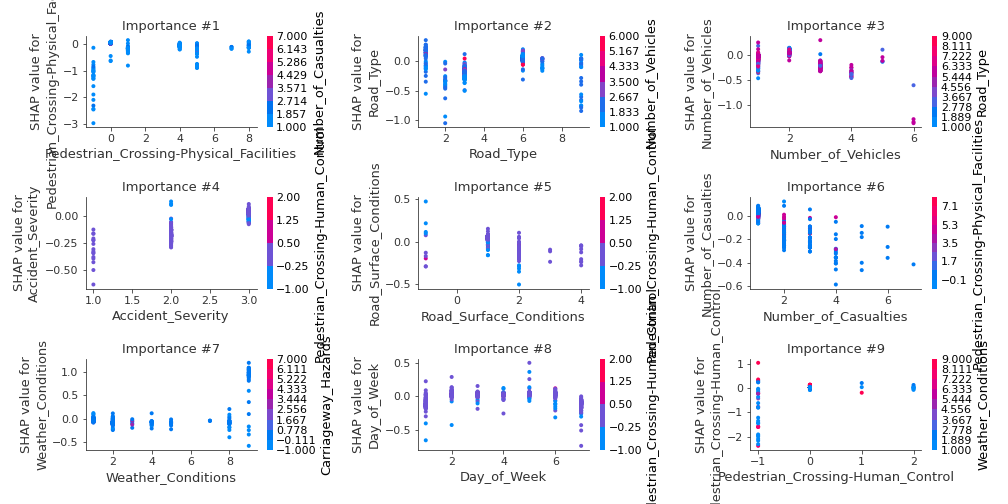 Importance #1
SHAP value for
Pedestrian_Crossing-Physical_Fac
0
−1
−2
−3
0
2
4
6
8
Pedestrian_Crossing-Physical_Facilities
7.000
6.143
5.286
4.429
3.571
2.714
1.857
1.000
Number_of_Casualties
Importance #2
SHAP value for
Road_Type
0.0
−0.5
−1.0
2
4
6
8
Road_Type
6.000
5.167
4.333
3.500
2.667
1.833
1.000
Number_of_Vehicles
Importance #3
SHAP value for
Number_of_Vehicles
0.0
−0.5
−1.0
2
4
6
Number_of_Vehicles
9.000
8.111
7.222
6.333
5.444
4.556
3.667
2.778
1.889
1.000
Road_Type
Importance #4
SHAP value for
Accident_Severity
0.00
−0.25
−0.50
1.0
1.5
2.0
2.5
3.0
Accident_Severity
2.00
1.25
0.50
−0.25
−1.00
Pedestrian_Crossing-Human_Control
Importance #5
SHAP value for
Road_Surface_Conditions
0.5
0.0
−0.5
0
2
4
Road_Surface_Conditions
2.00
1.25
0.50
−0.25
−1.00
Pedestrian_Crossing-Human_Control
Importance #6
SHAP value for
Number_of_Casualties
0.0
−0.2
−0.4
−0.6
2
4
6
Number_of_Casualties
7.1
5.3
3.5
1.7
−0.1
Pedestrian_Crossing-Physical_Facilities
Importance #7
SHAP value for
Weather_Conditions
1.0
0.5
0.0
−0.5
2
4
6
8
Weather_Conditions
7.000
6.111
5.222
4.333
3.444
2.556
1.667
0.778
−0.111
−1.000
Carriageway_Hazards
Importance #8
SHAP value for
Day_of_Week
0.5
0.0
−0.5
2
4
6
Day_of_Week
2.00
1.25
0.50
−0.25
−1.00
destrian_Crossing-Human_Control
Importance #9
SHAP value for
destrian_Crossing-Human_Control
1
0
−1
−2
−1
0
1
2
Pedestrian_Crossing-Human_Control
9.000
8.111
7.222
6.333
5.444
4.556
3.667
2.778
1.889
1.000
Weather_Conditions